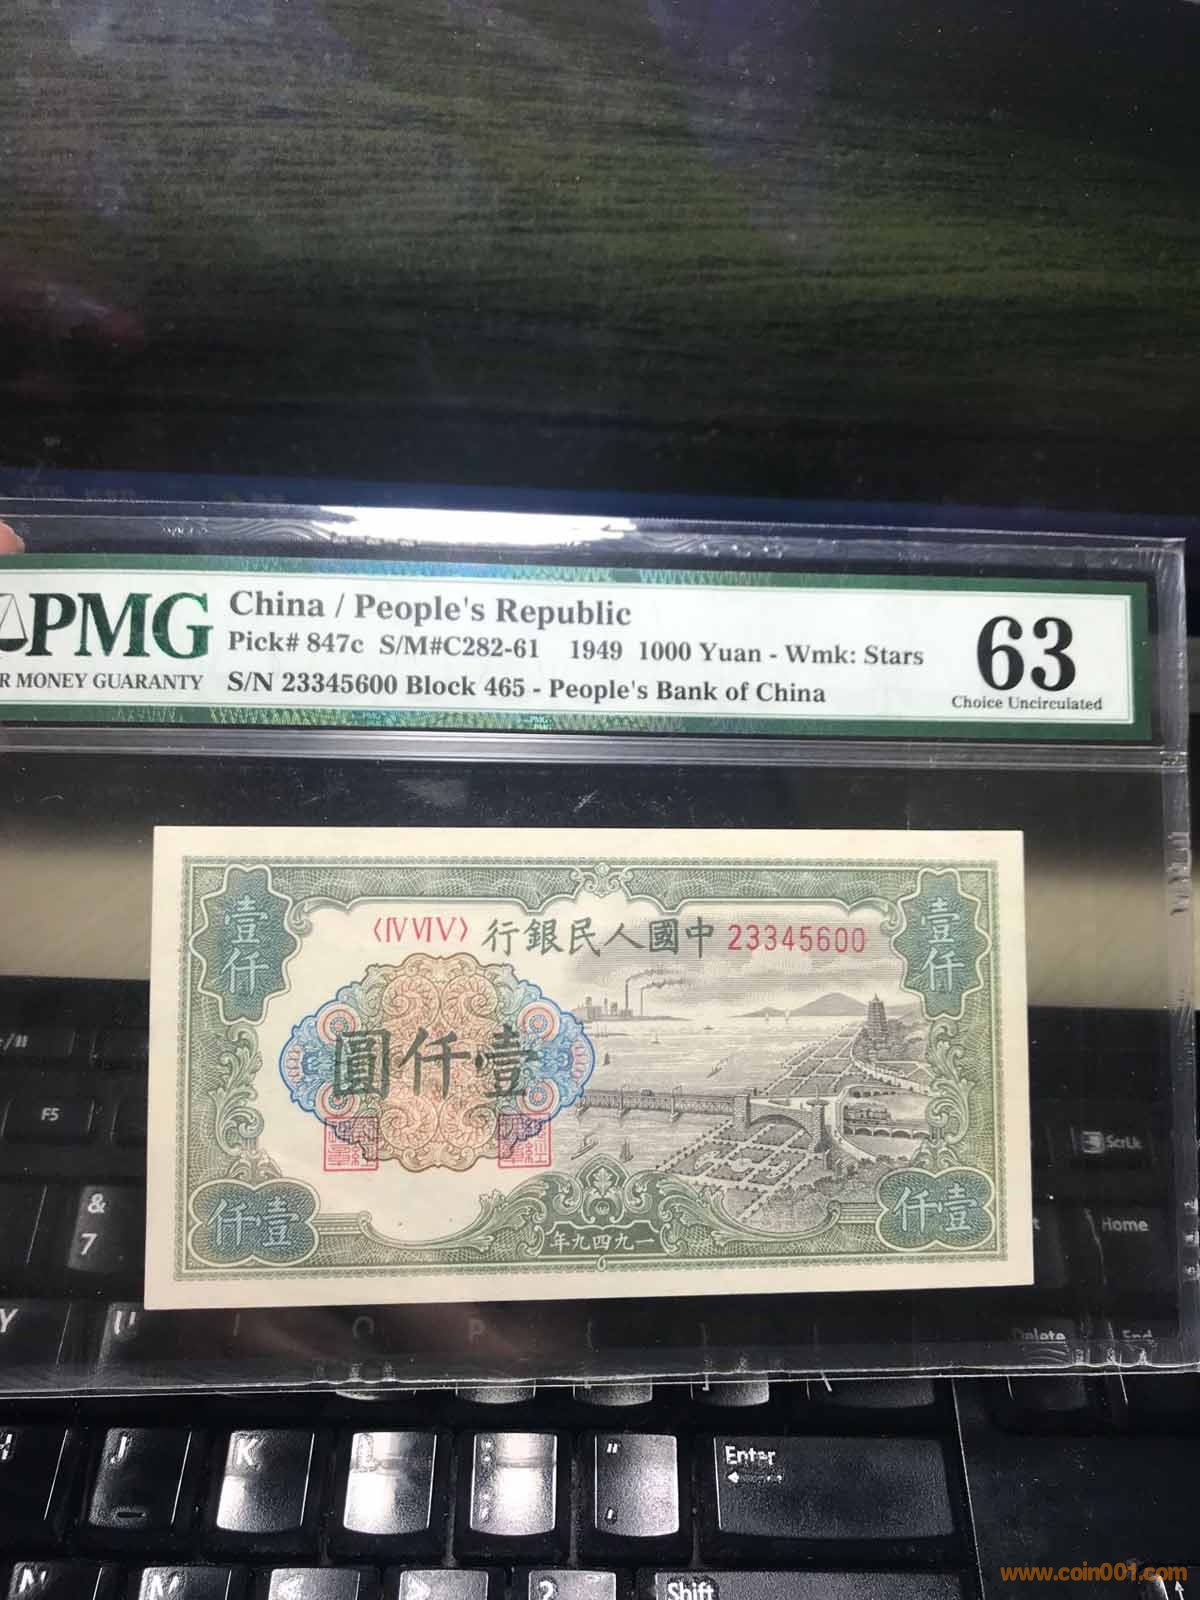 PMG
China / People's Republic
Pick# 847c S/M#C282-61 1949 1000 Yuan - Wmk: Stars
R MONEY GUARANTY
S/N 23345600 Block 465 - People's Bank of China
63
Choice Uncirculated
壹仟
〈Ⅳ Ⅵ Ⅴ〉
行銀民人國中
23345600
壹仟
圓仟壹
仟壹
年九四九一
仟壹
F5
ScrLk
& 7
Home
Y
U
I
O
P
Delete
End
H
J
K
L
: ;
" '
Enter
N
M
<
>
?
Shift
www.coin001.com